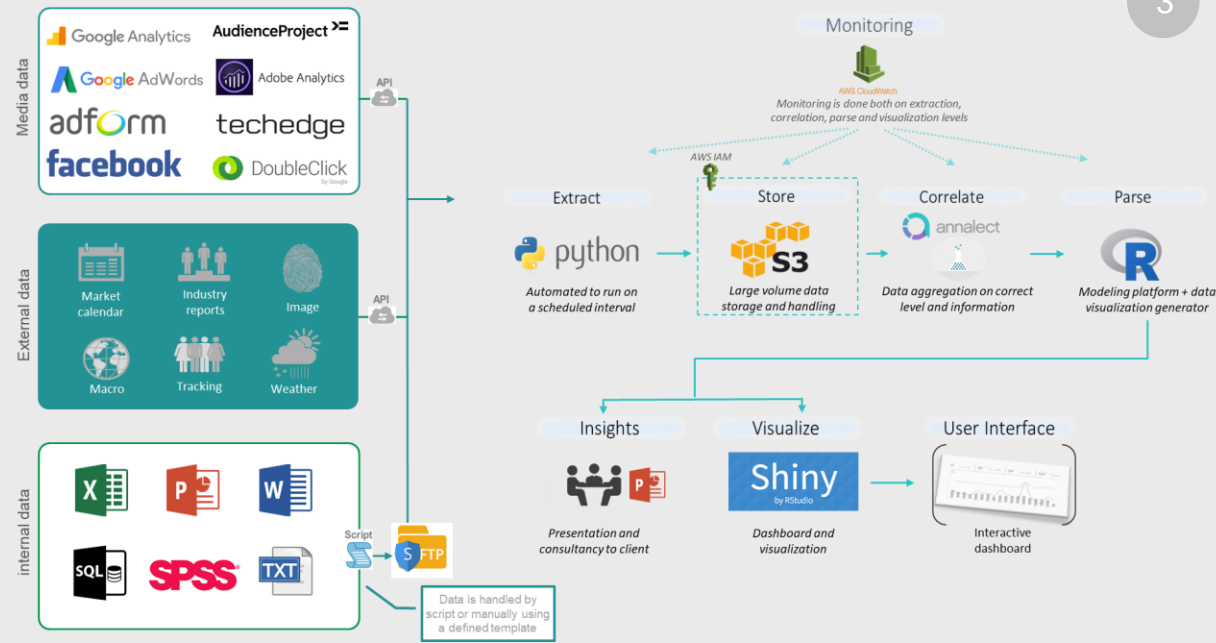 3
Media data
Google Analytics
AudienceProject
Google AdWords
Adobe Analytics
adform
techedge
facebook
DoubleClick
by Google
API
External data
Market
calendar
Industry
reports
Image
Macro
Tracking
Weather
API
internal data
X
P
W
SQL
SPSS
TXT
Script
S FTP
Data is handled by
script or manually using
a defined template
Monitoring
AWS CloudWatch
Monitoring is done both on extraction,
correlation, parse and visualization levels
AWS IAM
Extract
python
Automated to run on
a scheduled interval
Store
S3
Large volume data
storage and handling
Correlate
annalect
Data aggregation on correct
level and information
Parse
R
Modeling platform + data
visualization generator
Insights
P
Presentation and
consultancy to client
Visualize
Shiny
by RStudio
Dashboard and
visualization
User Interface
Interactive
dashboard